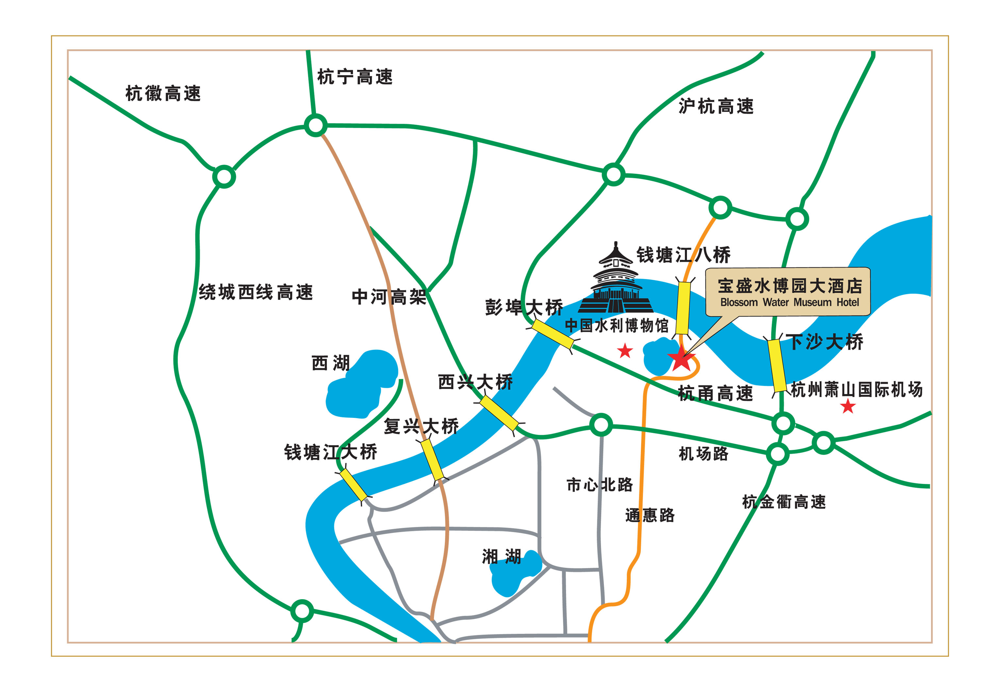 杭宁高速
杭徽高速
沪杭高速
钱塘江八桥
宝盛水博园大酒店
Blossom Water Museum Hotel
绕城西线高速
中河高架
彭埠大桥
中国水利博物馆
下沙大桥
西湖
西兴大桥
杭甬高速
杭州萧山国际机场
复兴大桥
钱塘江大桥
机场路
市心北路
杭金衢高速
通惠路
湘湖